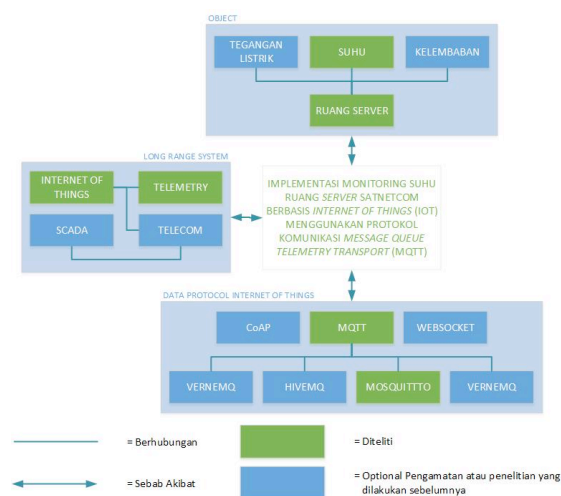 OBJECT
TEGANGAN
LISTRIK
SUHU
KELEMBABAN
RUANG SERVER
LONG RANGE SYSTEM
INTERNET OF
THINGS
TELEMETRY
SCADA
TELECOM
IMPLEMENTASI MONITORING SUHU
RUANG SERVER SATNETCOM
BERBASIS INTERNET OF THINGS (IOT)
MENGGUNAKAN PROTOKOL
KOMUNIKASI MESSAGE QUEUE
TELEMETRY TRANSPORT (MQTT)
DATA PROTOCOL INTERNET OF THINGS
CoAP
MQTT
WEBSOCKET
VERNEMQ
HIVEMQ
MOSQUITTTO
VERNEMQ
= Berhubungan
= Diteliti
= Sebab Akibat
= Optional Pengamatan atau penelitian yang
dilakukan sebelumnya